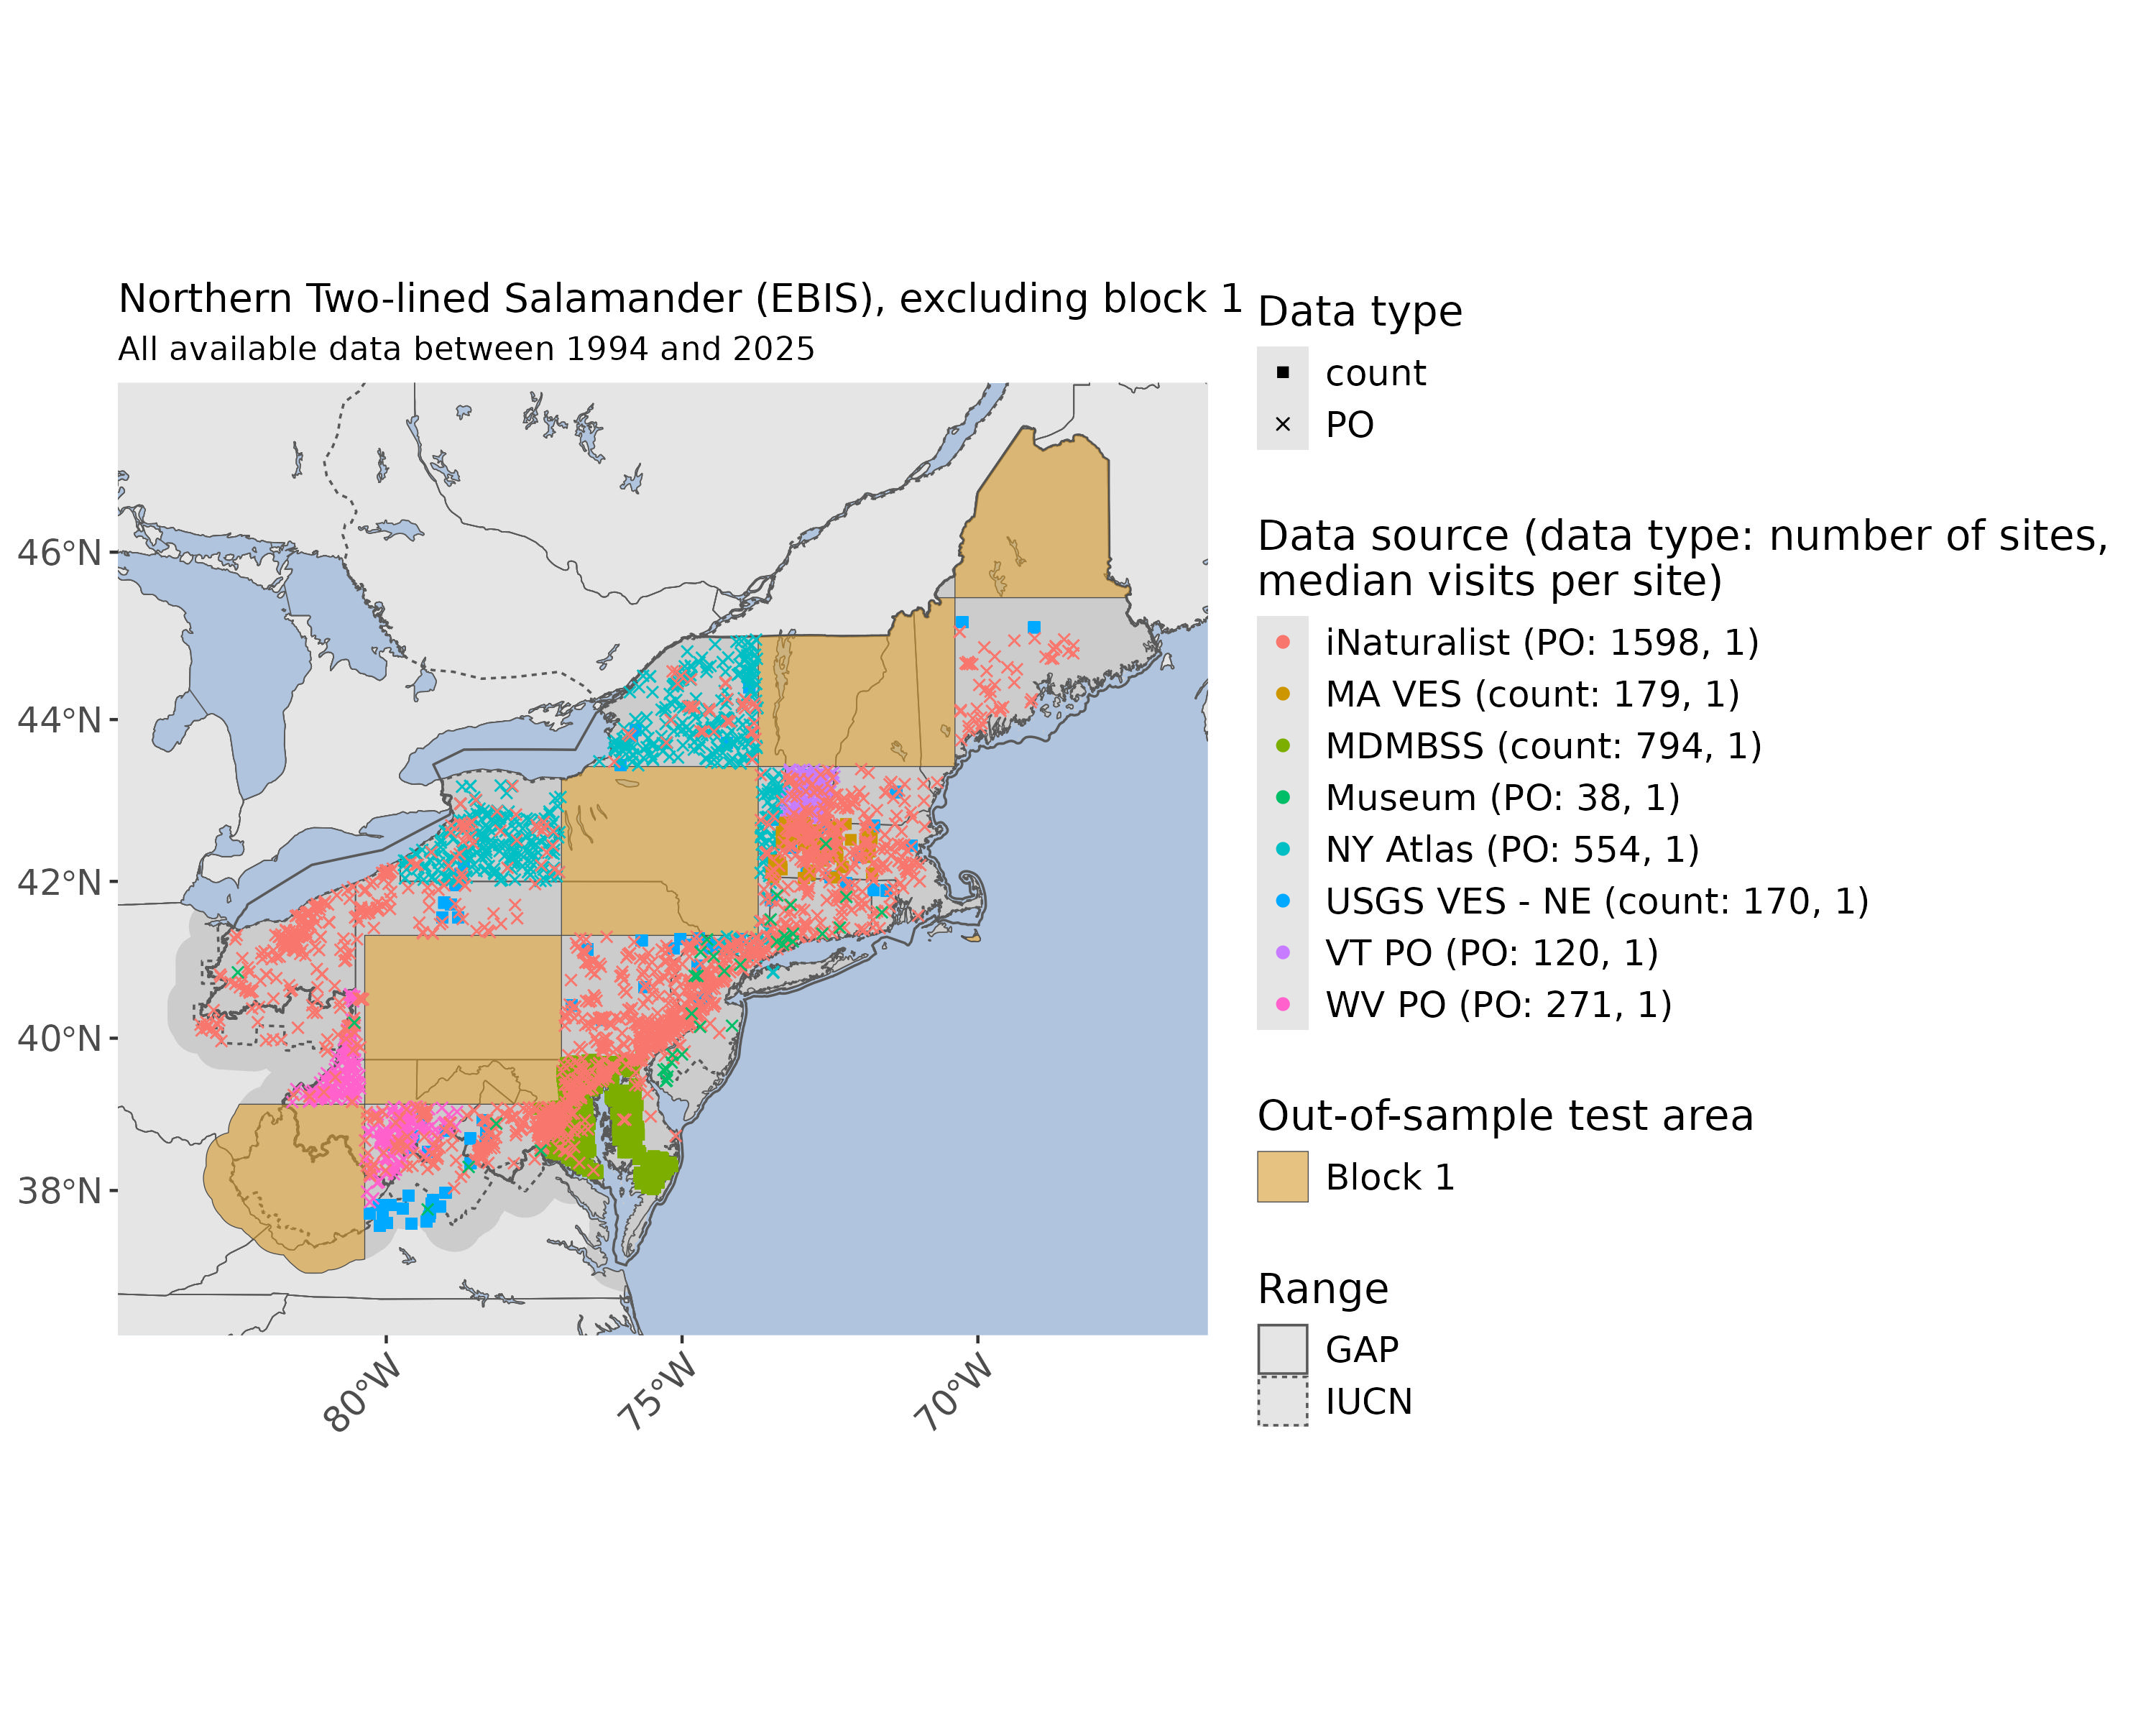 Northern Two-lined Salamander (EBIS), excluding block 1
All available data between 1994 and 2025
46°N
44°N
42°N
40°N
38°N
80°W
75°W
70°W
Data type
count
PO
Data source (data type: number of sites,
median visits per site)
iNaturalist (PO: 1598, 1)
MA VES (count: 179, 1)
MDMBSS (count: 794, 1)
Museum (PO: 38, 1)
NY Atlas (PO: 554, 1)
USGS VES - NE (count: 170, 1)
VT PO (PO: 120, 1)
WV PO (PO: 271, 1)
Out-of-sample test area
Block 1
Range
GAP
IUCN